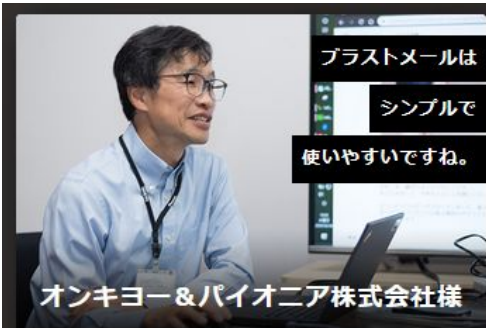 ブラストメールは
シンプルで
使いやすいですね。
オンキヨー&パイオニア株式会社様